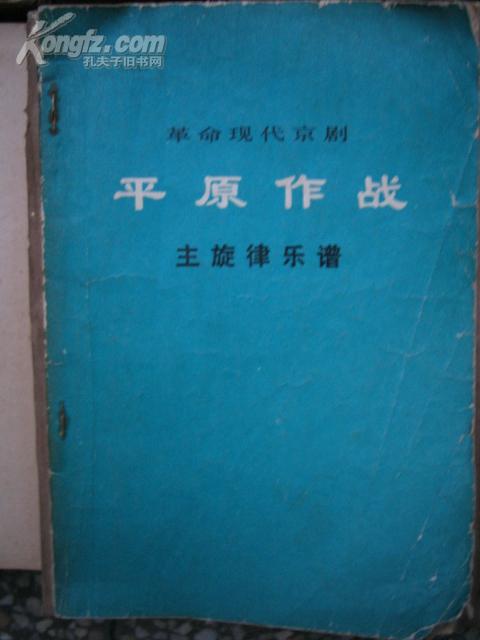 Kongfz.com
孔夫子旧书网
革命现代京剧
平原作战
主旋律乐谱